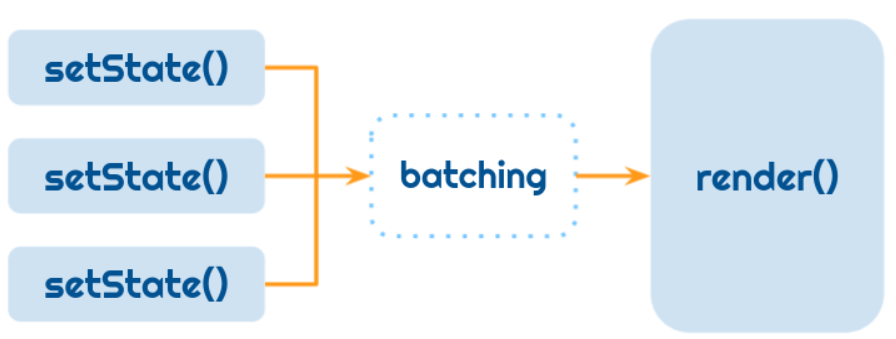 setState()
setState()
batching
render()
setState()